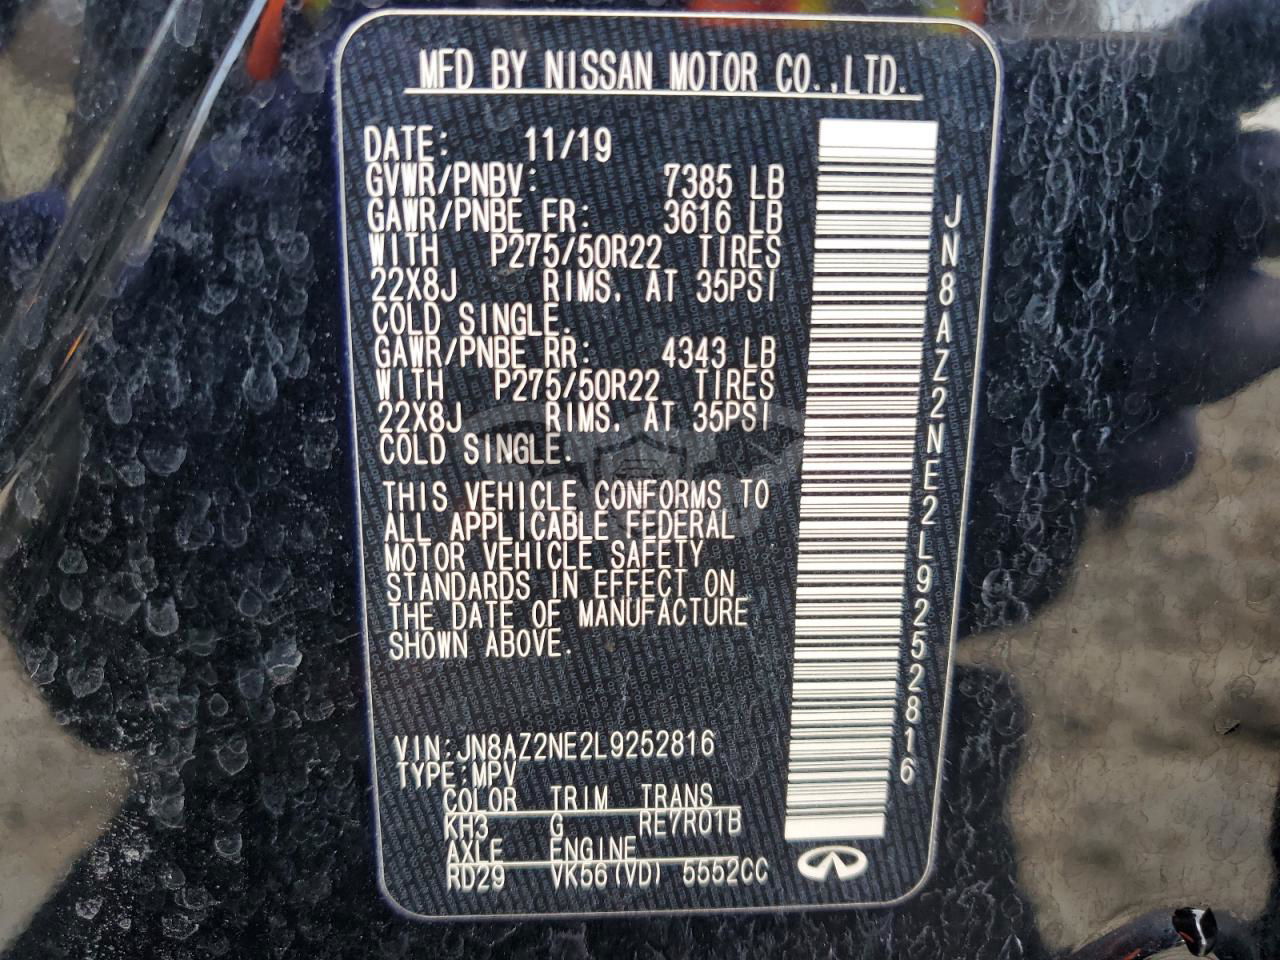 MFD BY NISSAN MOTOR CO.,LTD.
DATE: 11/19
GVWR/PNBV: 7385 LB
GAWR/PNBE FR: 3616 LB
WITH P275/50R22 TIRES
22X8J RIMS. AT 35PSI
COLD SINGLE.
GAWR/PNBE RR: 4343 LB
WITH P275/50R22 TIRES
22X8J RIMS. AT 35PSI
COLD SINGLE.
THIS VEHICLE CONFORMS TO
ALL APPLICABLE FEDERAL
MOTOR VEHICLE SAFETY
STANDARDS IN EFFECT ON
THE DATE OF MANUFACTURE
SHOWN ABOVE.
VIN:JN8AZ2NE2L9252816
TYPE:MPV
COLOR TRIM TRANS
KH3 G RE7R01B
AXLE ENGINE
RD29 VK56(VD) 5552CC
JN8AZ2NE2L9252816